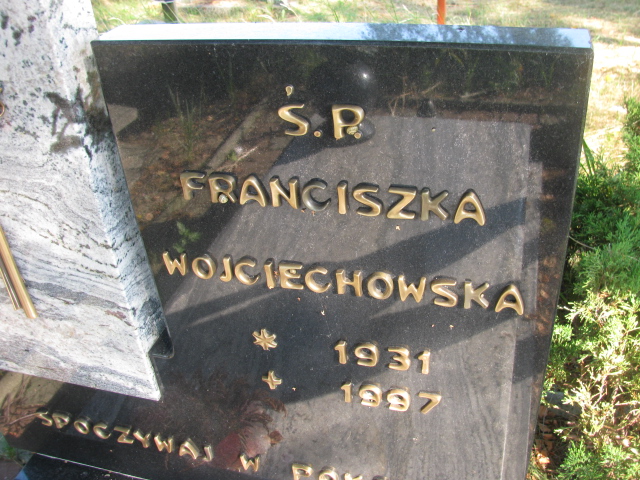 Ś.P.
FRANCISZKA
WOJCIECHOWSKA
* 1931
+ 1997
SPOCZYWAJ W